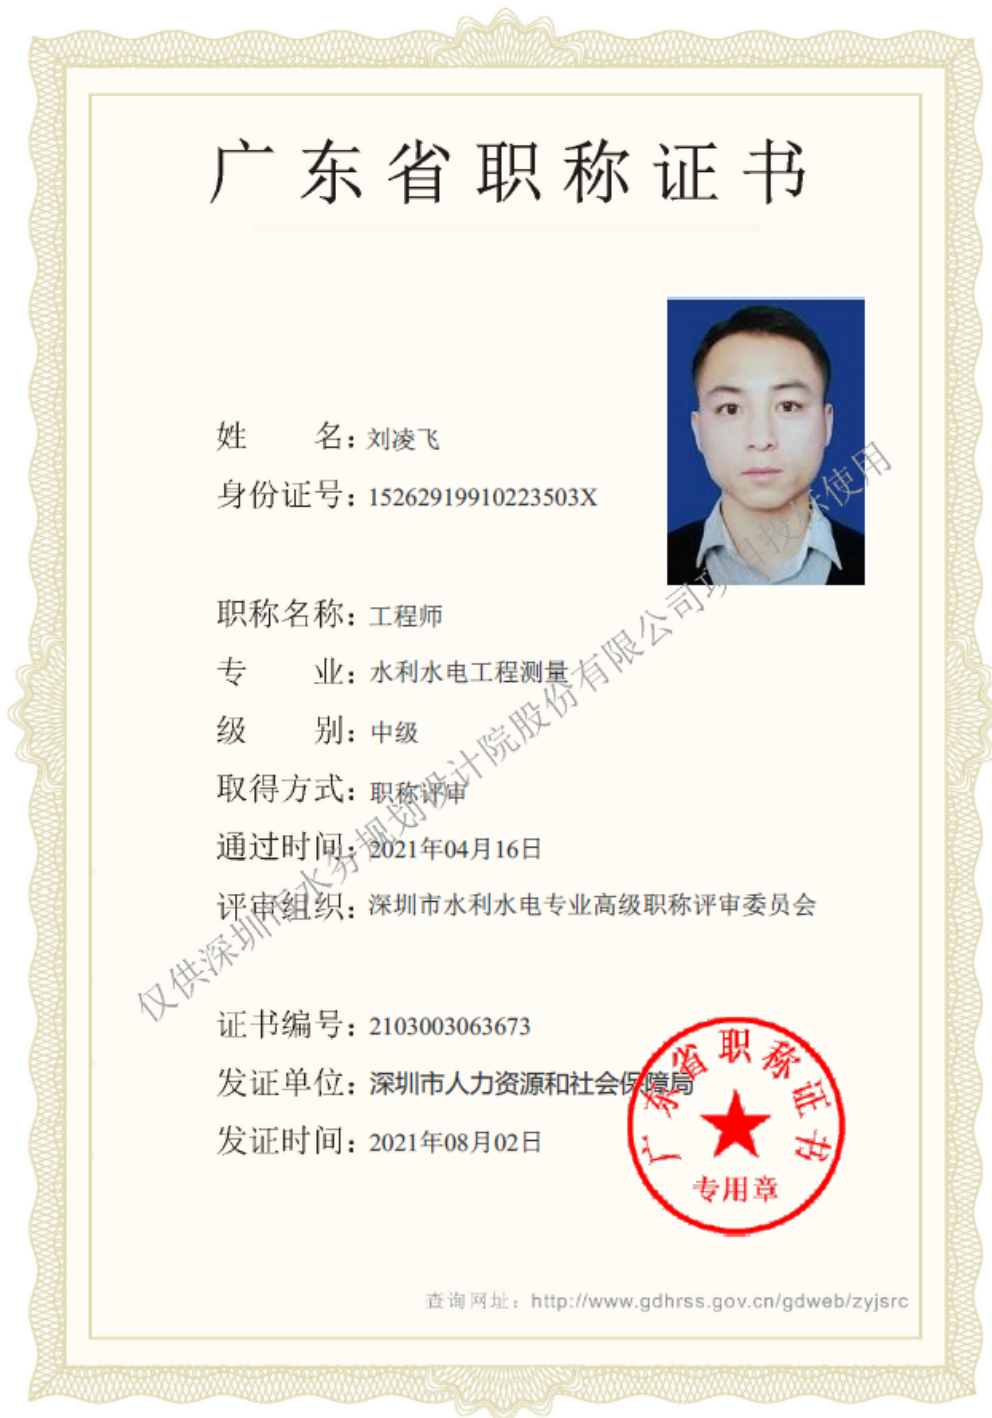 广东省职称证书
姓 名：刘凌飞
身份证号：15262919910223503X
职称名称：工程师
专 业：水利水电工程测量
级 别：中级
取得方式：职称评审
通过时间：2021年04月16日
评审组织：深圳市水利水电专业高级职称评审委员会
证书编号：2103003063673
发证单位：深圳市人力资源和社会保障局
发证时间：2021年08月02日
广东省职称证书
专用章
查询网址：http://www.gdhrss.gov.cn/gdweb/zyjsrc
仅供深圳市水务规划设计院股份有限公司项目投标使用